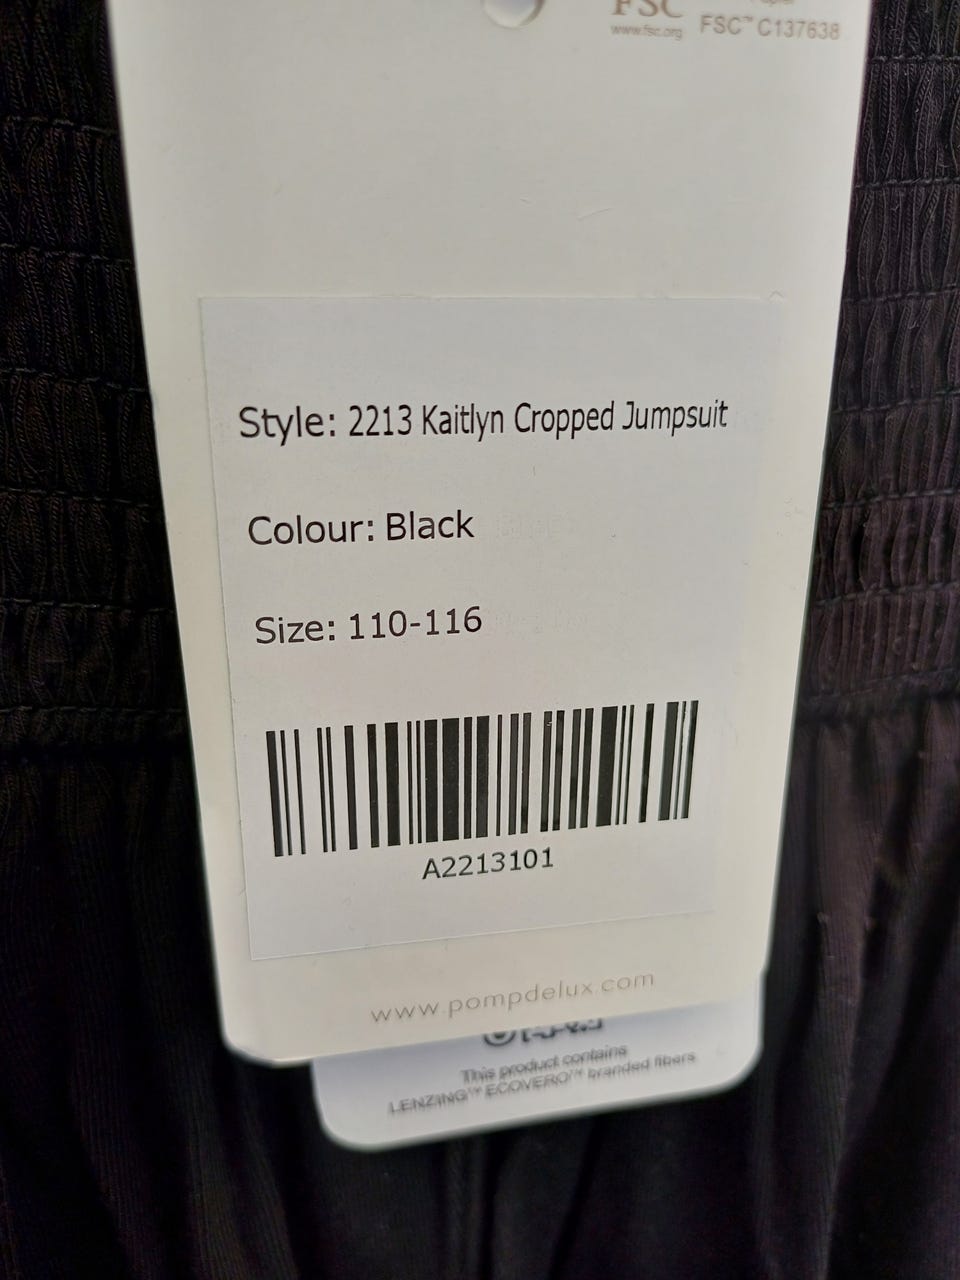 FSC
www.fsc.org FSC™ C137638
Style: 2213 Kaitlyn Cropped Jumpsuit
Colour: Black
Size: 110-116
A2213101
www.pompdelux.com
This product contains
LENZING™ ECOVERO™ branded fibers